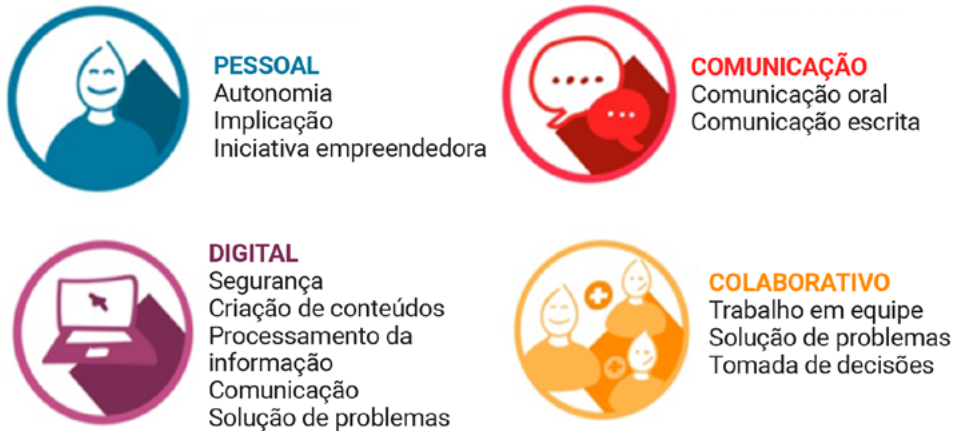 PESSOAL
Autonomia
Implicação
Iniciativa empreendedora
COMUNICAÇÃO
Comunicação oral
Comunicação escrita
DIGITAL
Segurança
Criação de conteúdos
Processamento da
informação
Comunicação
Solução de problemas
COLABORATIVO
Trabalho em equipe
Solução de problemas
Tomada de decisões